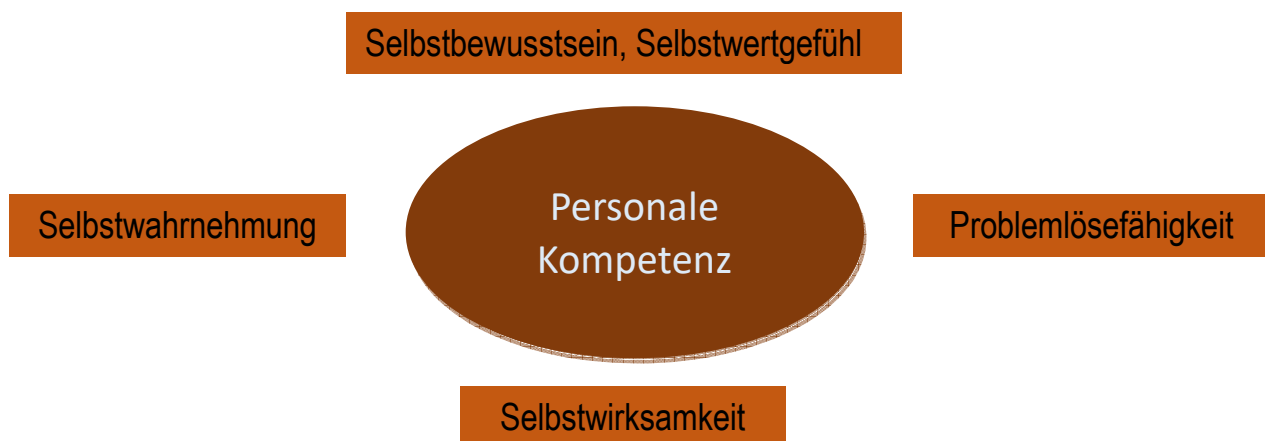 Selbstbewusstsein, Selbstwertgefühl
Selbstwahrnehmung
Personale
Kompetenz
Problemlösefähigkeit
Selbstwirksamkeit